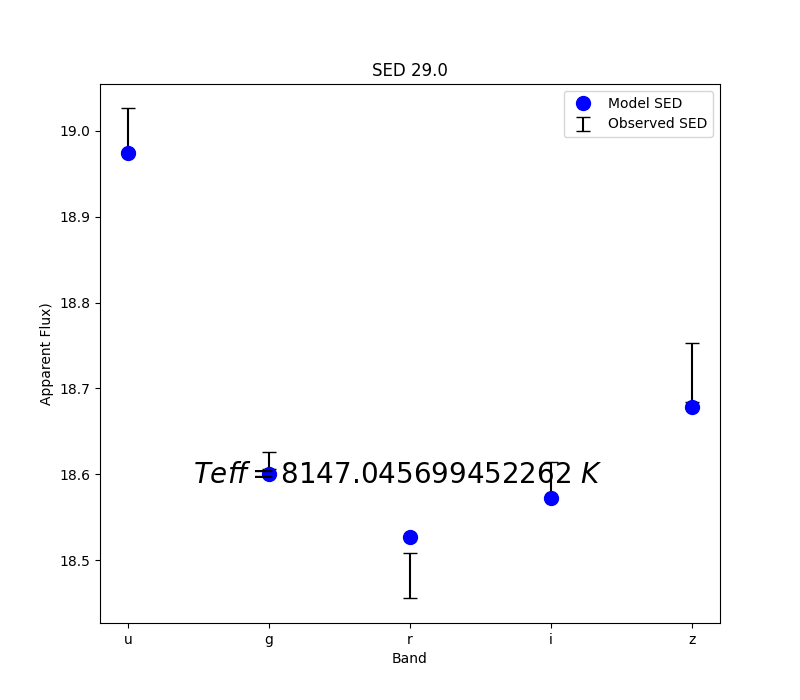 SED 29.0
Model SED
Observed SED
19.0
18.9
18.8
18.7
18.6
18.5
Apparent Flux)
Teff = 8147.045699452262 K
u g r i z
Band